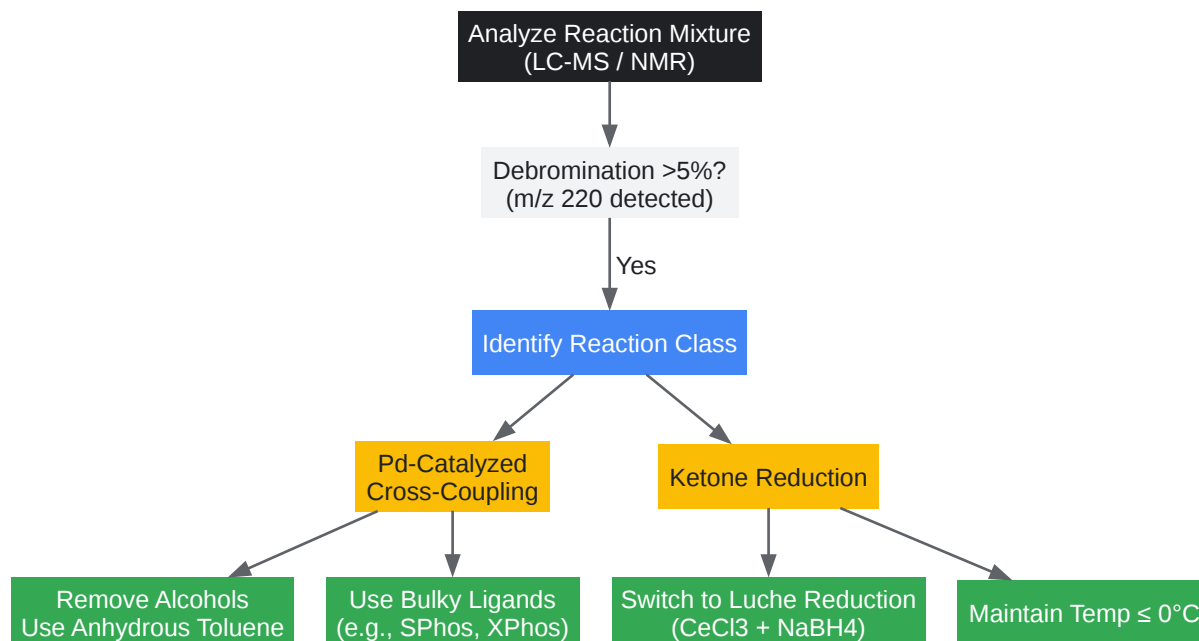 Analyze Reaction Mixture
(LC-MS / NMR)
Debromination >5%?
(m/z 220 detected)
Yes
Identify Reaction Class
Pd-Catalyzed
Cross-Coupling
Ketone Reduction
Remove Alcohols
Use Anhydrous Toluene
Use Bulky Ligands
(e.g., SPhos, XPhos)
Switch to Luche Reduction
(CeCl3 + NaBH4)
Maintain Temp ≤ 0°C